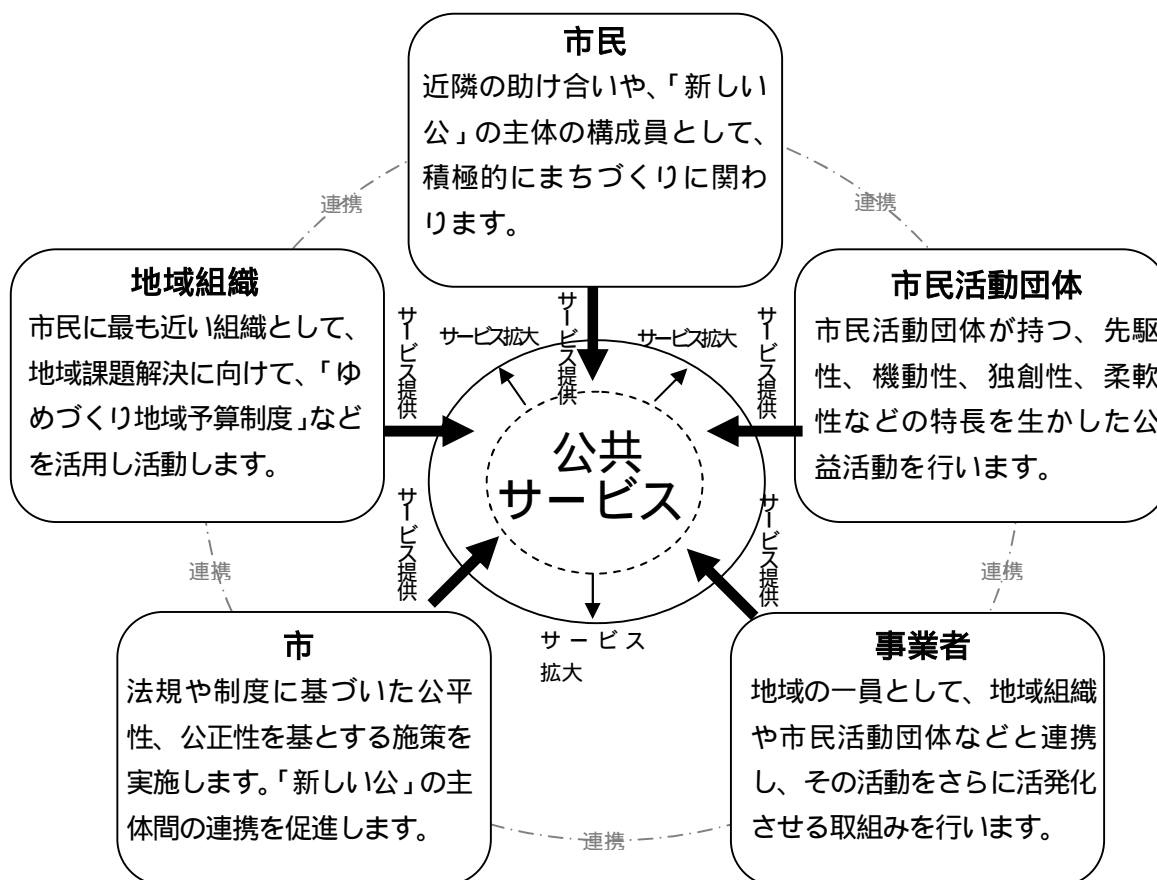 市民
近隣の助け合いや、「新しい
公」の主体の構成員として、
積極的にまちづくりに関わ
ります。
連携
連携
地域組織
市民に最も近い組織として、
地域課題解決に向けて、「ゆ
めづくり地域予算制度」など
を活用し活動します。
市民活動団体
市民活動団体が持つ、先駆
性、機動性、独創性、柔軟
性などの特長を生かした公
益活動を行います。
サービス提供
サービス拡大
サービス提供
サービス拡大
サービス提供
公共
サービス
サービス提供
サービス提供
連携
連携
サービス
拡大
市
法規や制度に基づいた公平
性、公正性を基とする施策を
実施します。「新しい公」の主
体間の連携を促進します。
事業者
地域の一員として、地域組織
や市民活動団体などと連携
し、その活動をさらに活発化
させる取組みを行います。
連携